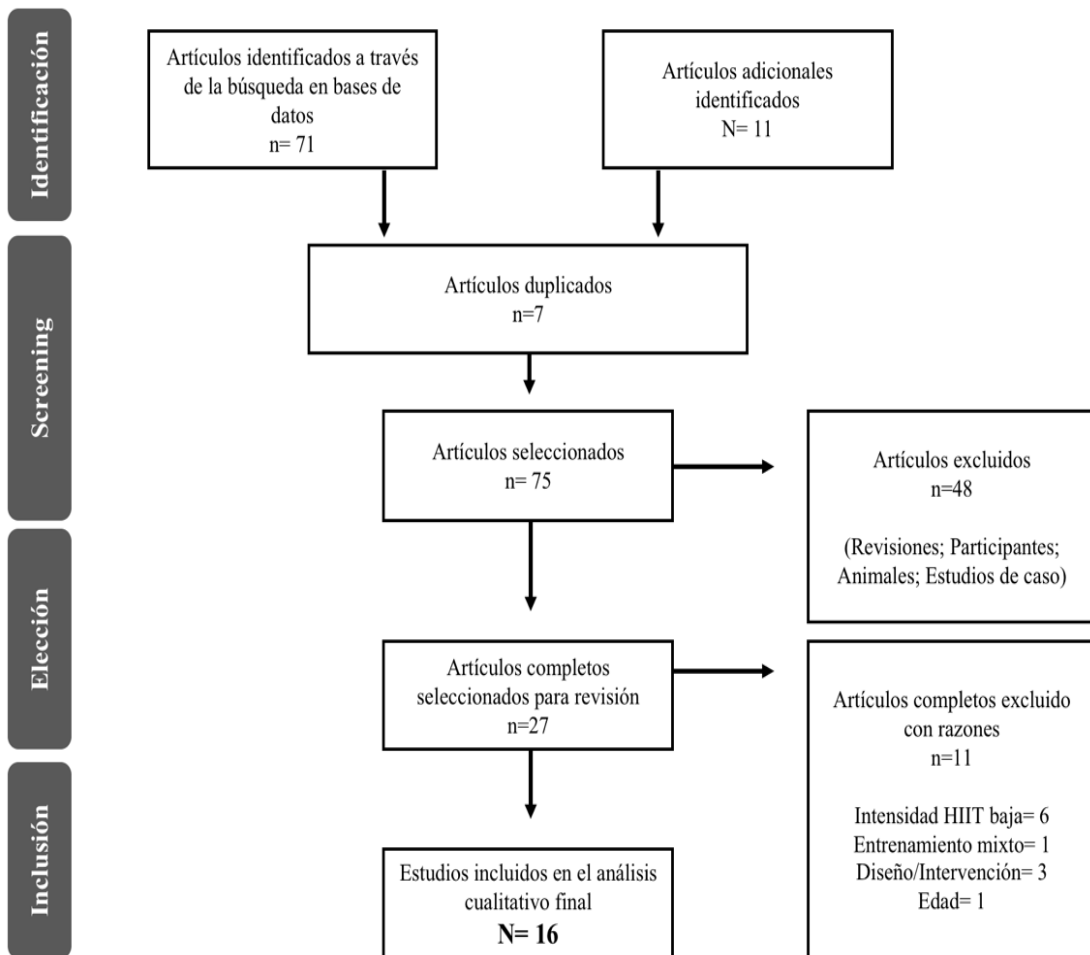 Identificación
Artículos identificados a través
de la búsqueda en bases de
datos
n= 71
Artículos adicionales
identificados
N= 11
Screening
Artículos duplicados
n=7
Artículos seleccionados
n= 75
Artículos excluidos
n=48
(Revisiones; Participantes;
Animales; Estudios de caso)
Elección
Artículos completos
seleccionados para revisión
n=27
Artículos completos excluido
con razones
n=11
Intensidad HIIT baja= 6
Entrenamiento mixto= 1
Diseño/Intervención= 3
Edad= 1
Inclusión
Estudios incluidos en el análisis
cualitativo final
N= 16